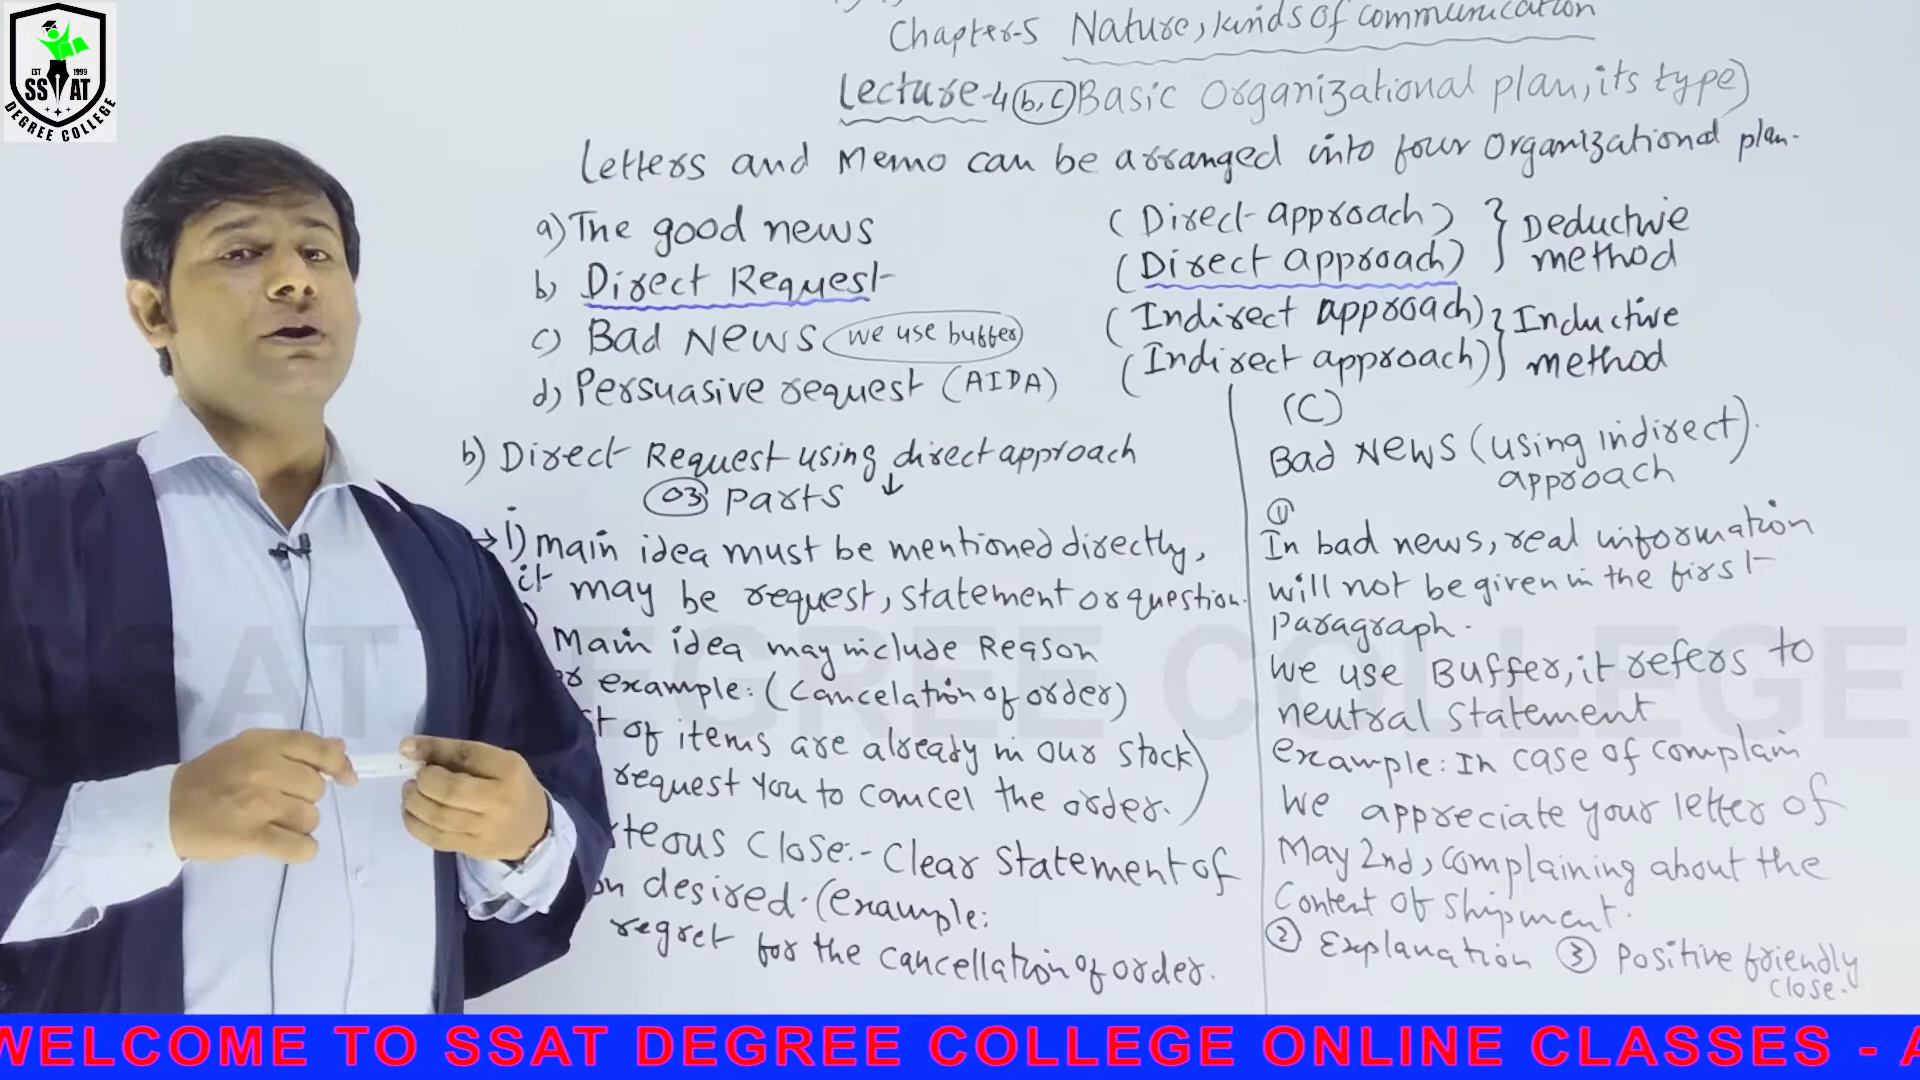 EST 1999
SSAT
DEGREE COLLEGE
Chapter-5 Nature, kinds of communication
Lecture-4 (b,c) Basic Organizational plan, its type)
Letters and Memo can be arranged into four Organizational plan.
a) The good news (Direct approach) } Deductive
b) Direct Request (Direct approach) method
c) Bad News (we use buffer) (Indirect approach) } Inductive
d) Persuasive request (AIDA) (Indirect approach) method
b) Direct Request using direct approach
03 parts ↓
→ i) main idea must be mentioned directly,
it may be request, statement or question.
Main idea may include Reason
example: (Cancelation of order)
of items are already in our stock)
request you to cancel the order.
Close:- Clear Statement of
desired. (example:
regret for the cancellation of order.
(C)
Bad News (using indirect)
approach
①
In bad news, real information
will not be given in the first
paragraph.
We use Buffer, it refers to
neutral statement
example: In case of complain
We appreciate your letter of
May 2nd, complaining about the
Content of shipment.
② Explanation ③ Positive friendly
close.
SSAT DEGREE COLLEGE
WELCOME TO SSAT DEGREE COLLEGE ONLINE CLASSES - A